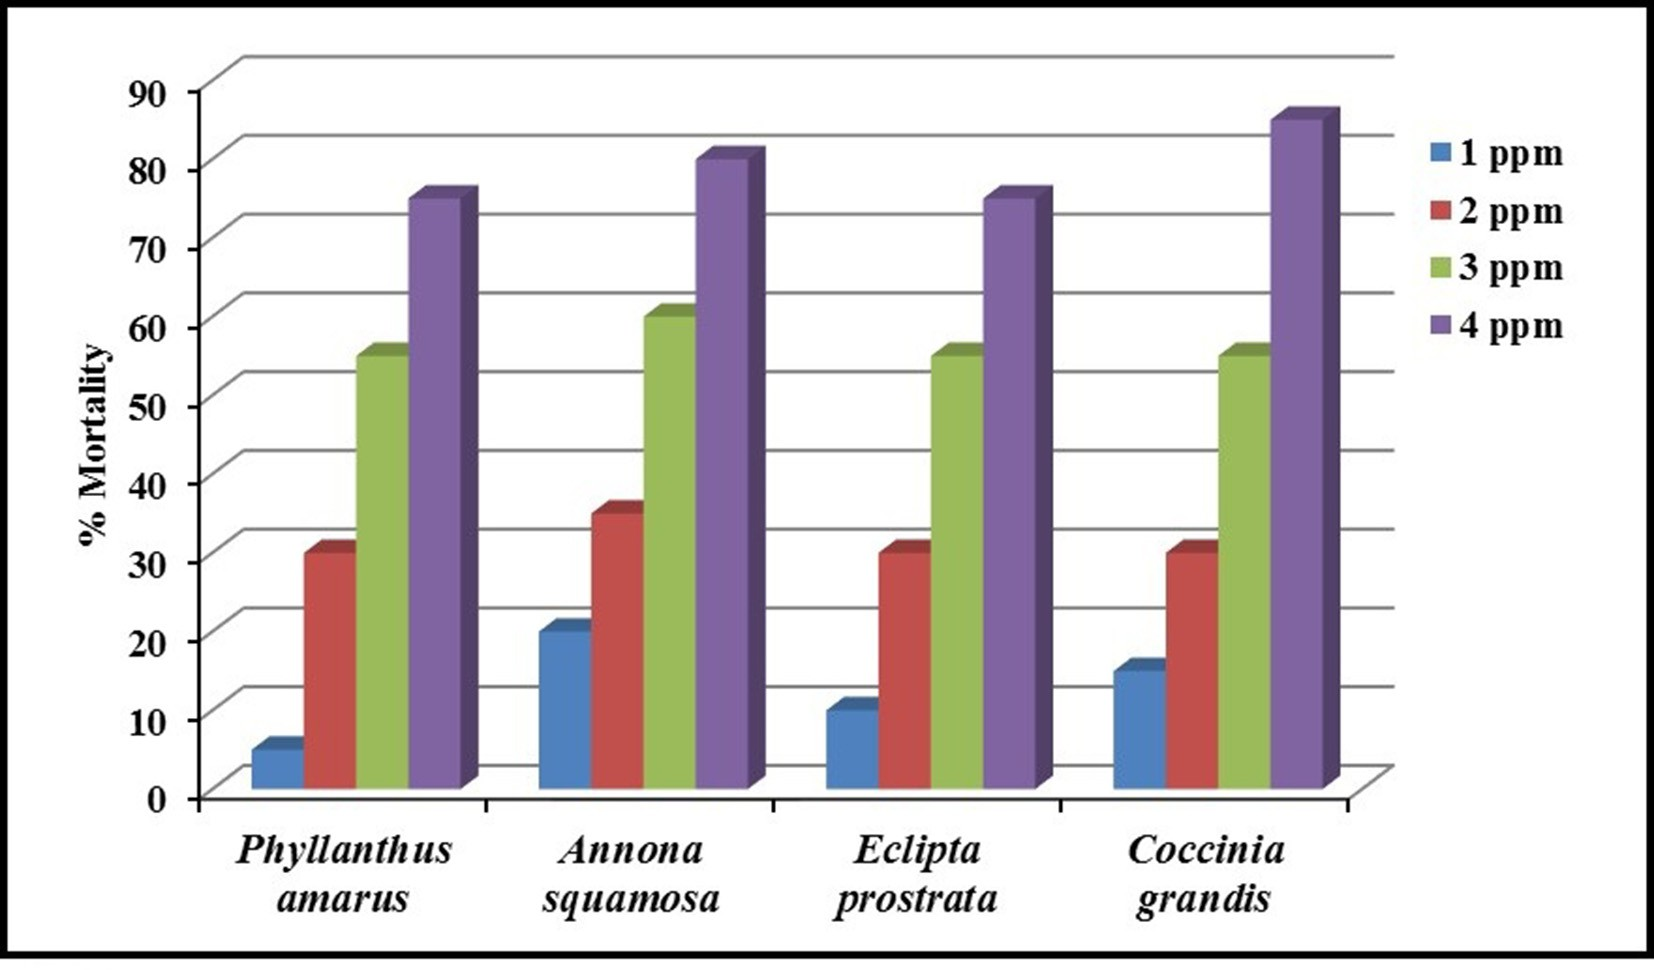 % Mortality
90
80
70
60
50
40
30
20
10
0
Phyllanthus
amarus
Annona
squamosa
Eclipta
prostrata
Coccinia
grandis
1 ppm
2 ppm
3 ppm
4 ppm